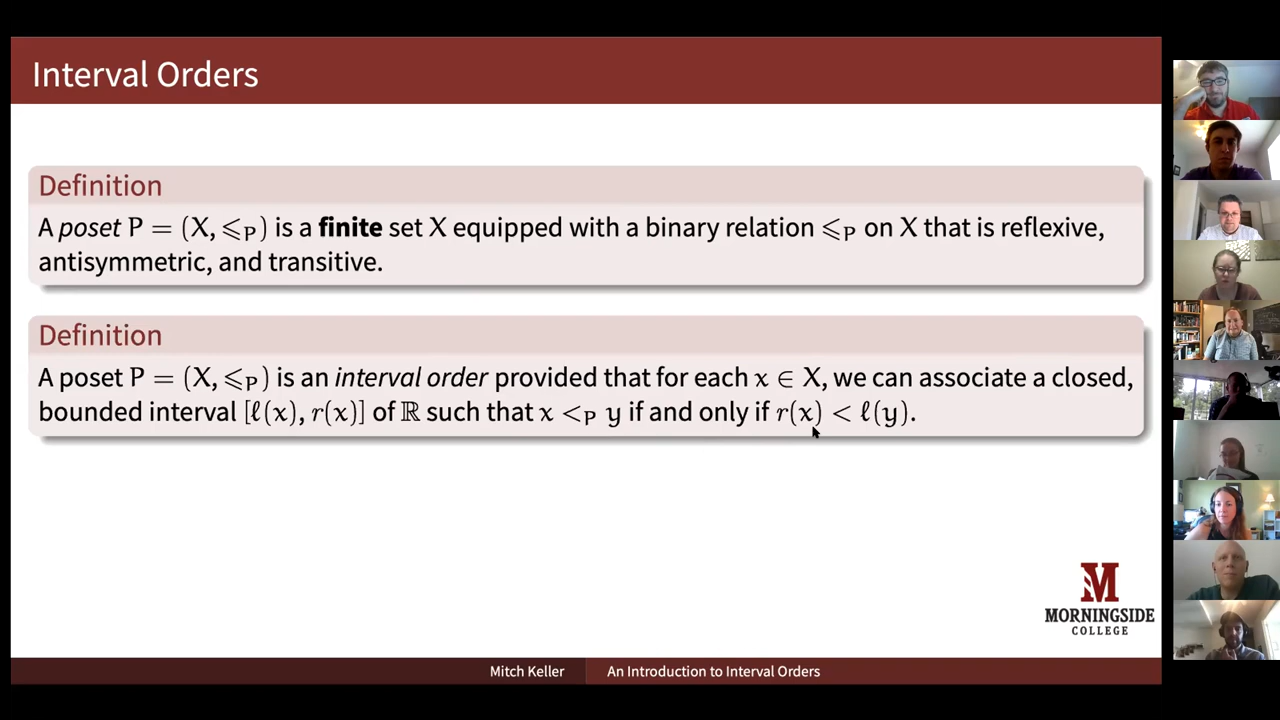 Interval Orders
Definition
A poset P = (X, ⩽P) is a finite set X equipped with a binary relation ⩽P on X that is reflexive,
antisymmetric, and transitive.
Definition
A poset P = (X, ⩽P) is an interval order provided that for each x ∈ X, we can associate a closed,
bounded interval [ℓ(x), r(x)] of ℝ such that x <P y if and only if r(x) < ℓ(y).
M
MORNINGSIDE
COLLEGE
Mitch Keller An Introduction to Interval Orders